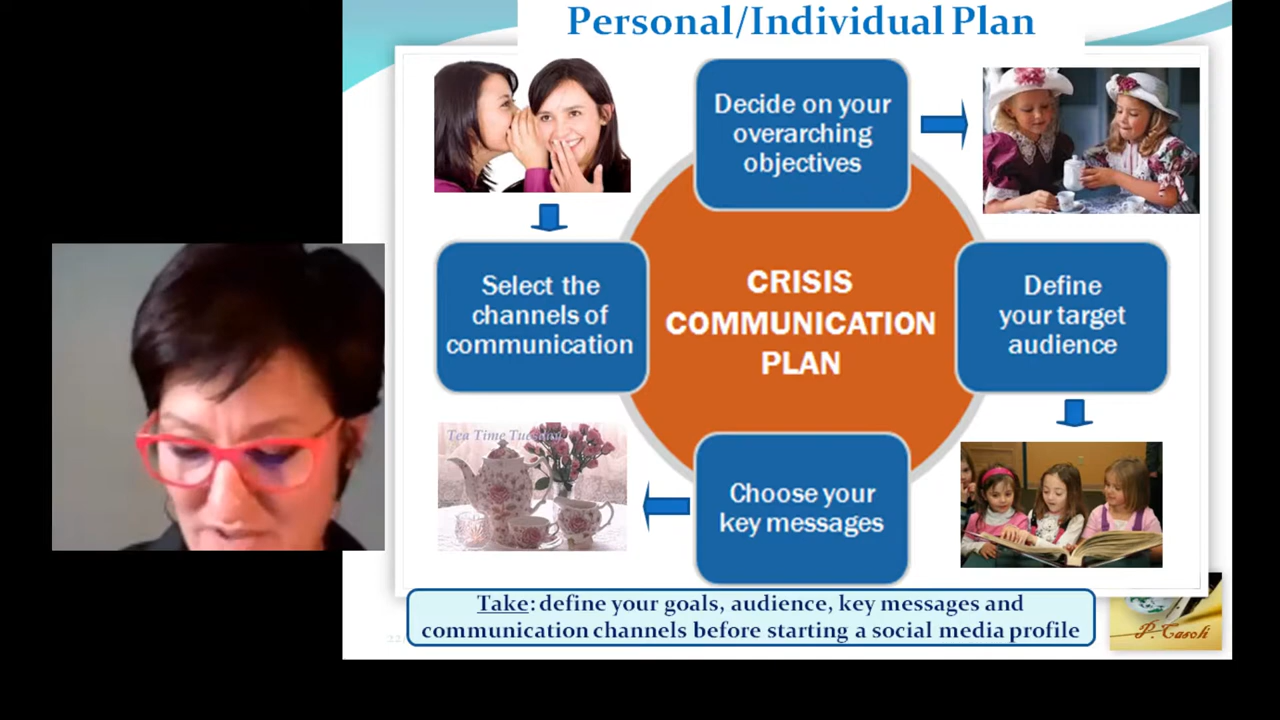 Personal/Individual Plan
Decide on your
overarching
objectives
Select the
channels of
communication
CRISIS
COMMUNICATION
PLAN
Define
your target
audience
Tea Time Tuesday
Choose your
key messages
Take: define your goals, audience, key messages and
communication channels before starting a social media profile
22
P. Casoli